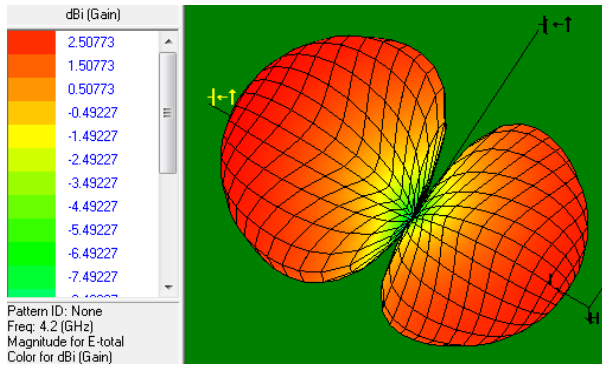 dBi (Gain)
2.50773
1.50773
0.50773
-0.49227
-1.49227
-2.49227
-3.49227
-4.49227
-5.49227
-6.49227
-7.49227
Pattern ID: None
Freq: 4.2 (GHz)
Magnitude for E-total
Color for dBi (Gain)